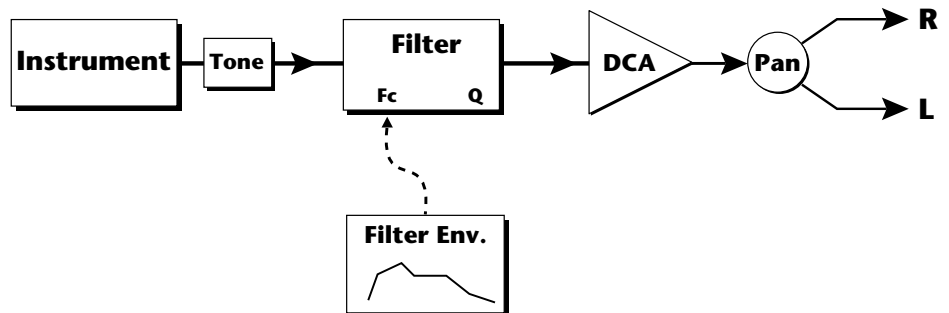 Instrument
Tone
Filter
Fc Q
DCA
Pan
R
L
Filter Env.